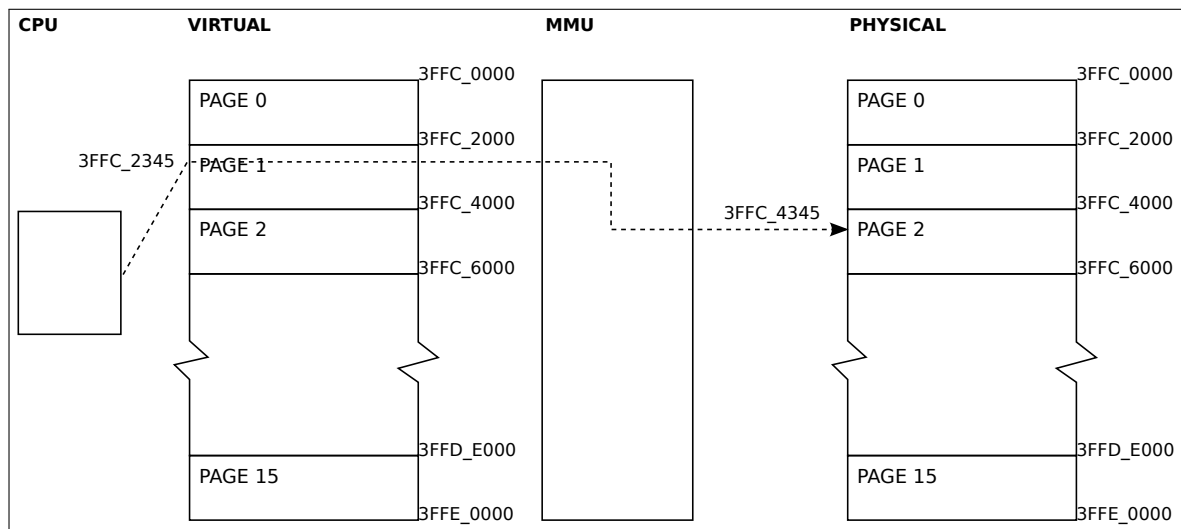 CPU VIRTUAL MMU PHYSICAL
3FFC_0000 3FFC_0000
PAGE 0 PAGE 0
3FFC_2000 3FFC_2000
3FFC_2345 PAGE 1 PAGE 1
3FFC_4000 3FFC_4000
3FFC_4345
PAGE 2 PAGE 2
3FFC_6000 3FFC_6000
3FFD_E000 3FFD_E000
PAGE 15 PAGE 15
3FFE_0000 3FFE_0000